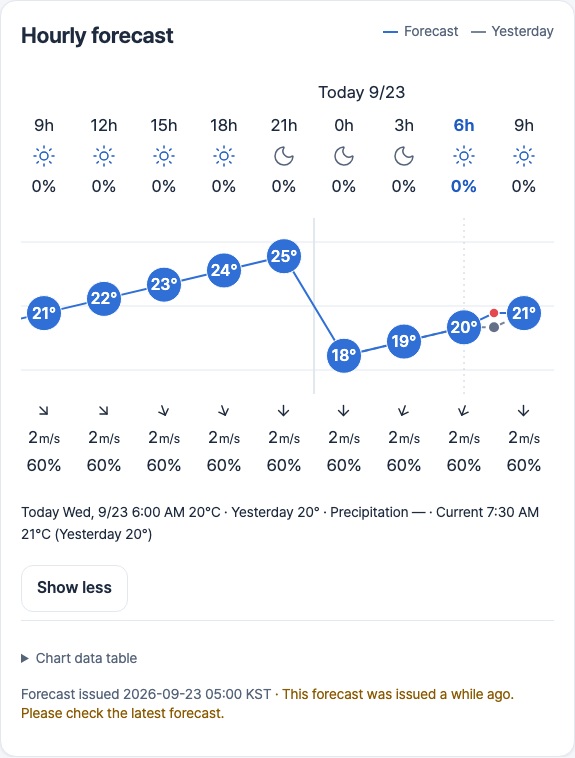 Hourly forecast
Forecast Yesterday
Today 9/23
9h 12h 15h 18h 21h 0h 3h 6h 9h
0% 0% 0% 0% 0% 0% 0% 0% 0%
21° 22° 23° 24° 25° 18° 19° 20° 21°
2m/s 2m/s 2m/s 2m/s 2m/s 2m/s 2m/s 2m/s 2m/s
60% 60% 60% 60% 60% 60% 60% 60% 60%
Today Wed, 9/23 6:00 AM 20°C · Yesterday 20° · Precipitation — · Current 7:30 AM
21°C (Yesterday 20°)
Show less
Chart data table
Forecast issued 2026-09-23 05:00 KST · This forecast was issued a while ago.
Please check the latest forecast.